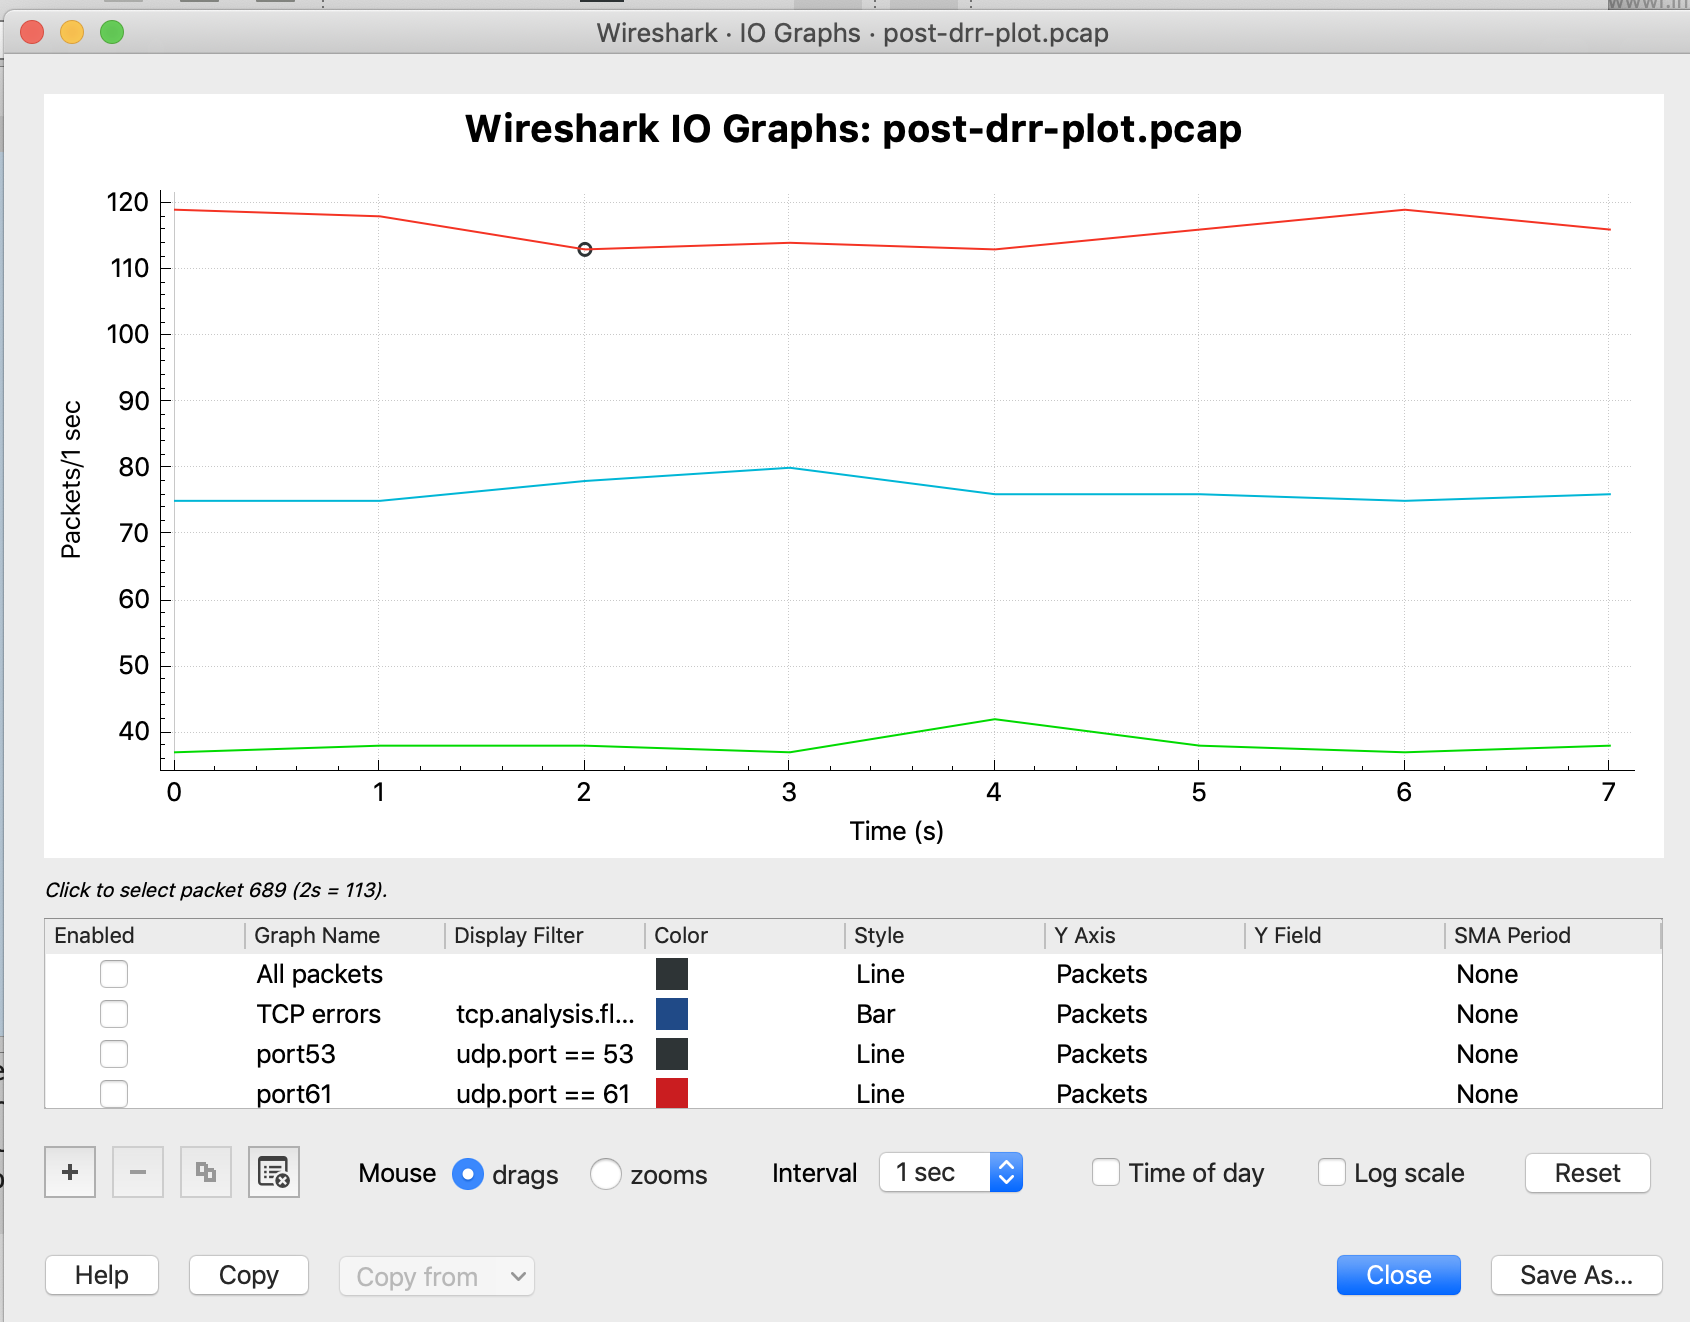 Wireshark · IO Graphs · post-drr-plot.pcap
Wireshark IO Graphs: post-drr-plot.pcap
120
110
100
90
80
70
60
50
40
Packets/1 sec
0 1 2 3 4 5 6 7
Time (s)
Click to select packet 689 (2s = 113).
Enabled Graph Name Display Filter Color Style Y Axis Y Field SMA Period
All packets Line Packets None
TCP errors tcp.analysis.fl... Bar Packets None
port53 udp.port == 53 Line Packets None
port61 udp.port == 61 Line Packets None
+ − Mouse drags zooms Interval 1 sec Time of day Log scale Reset
Help Copy Copy from Close Save As...